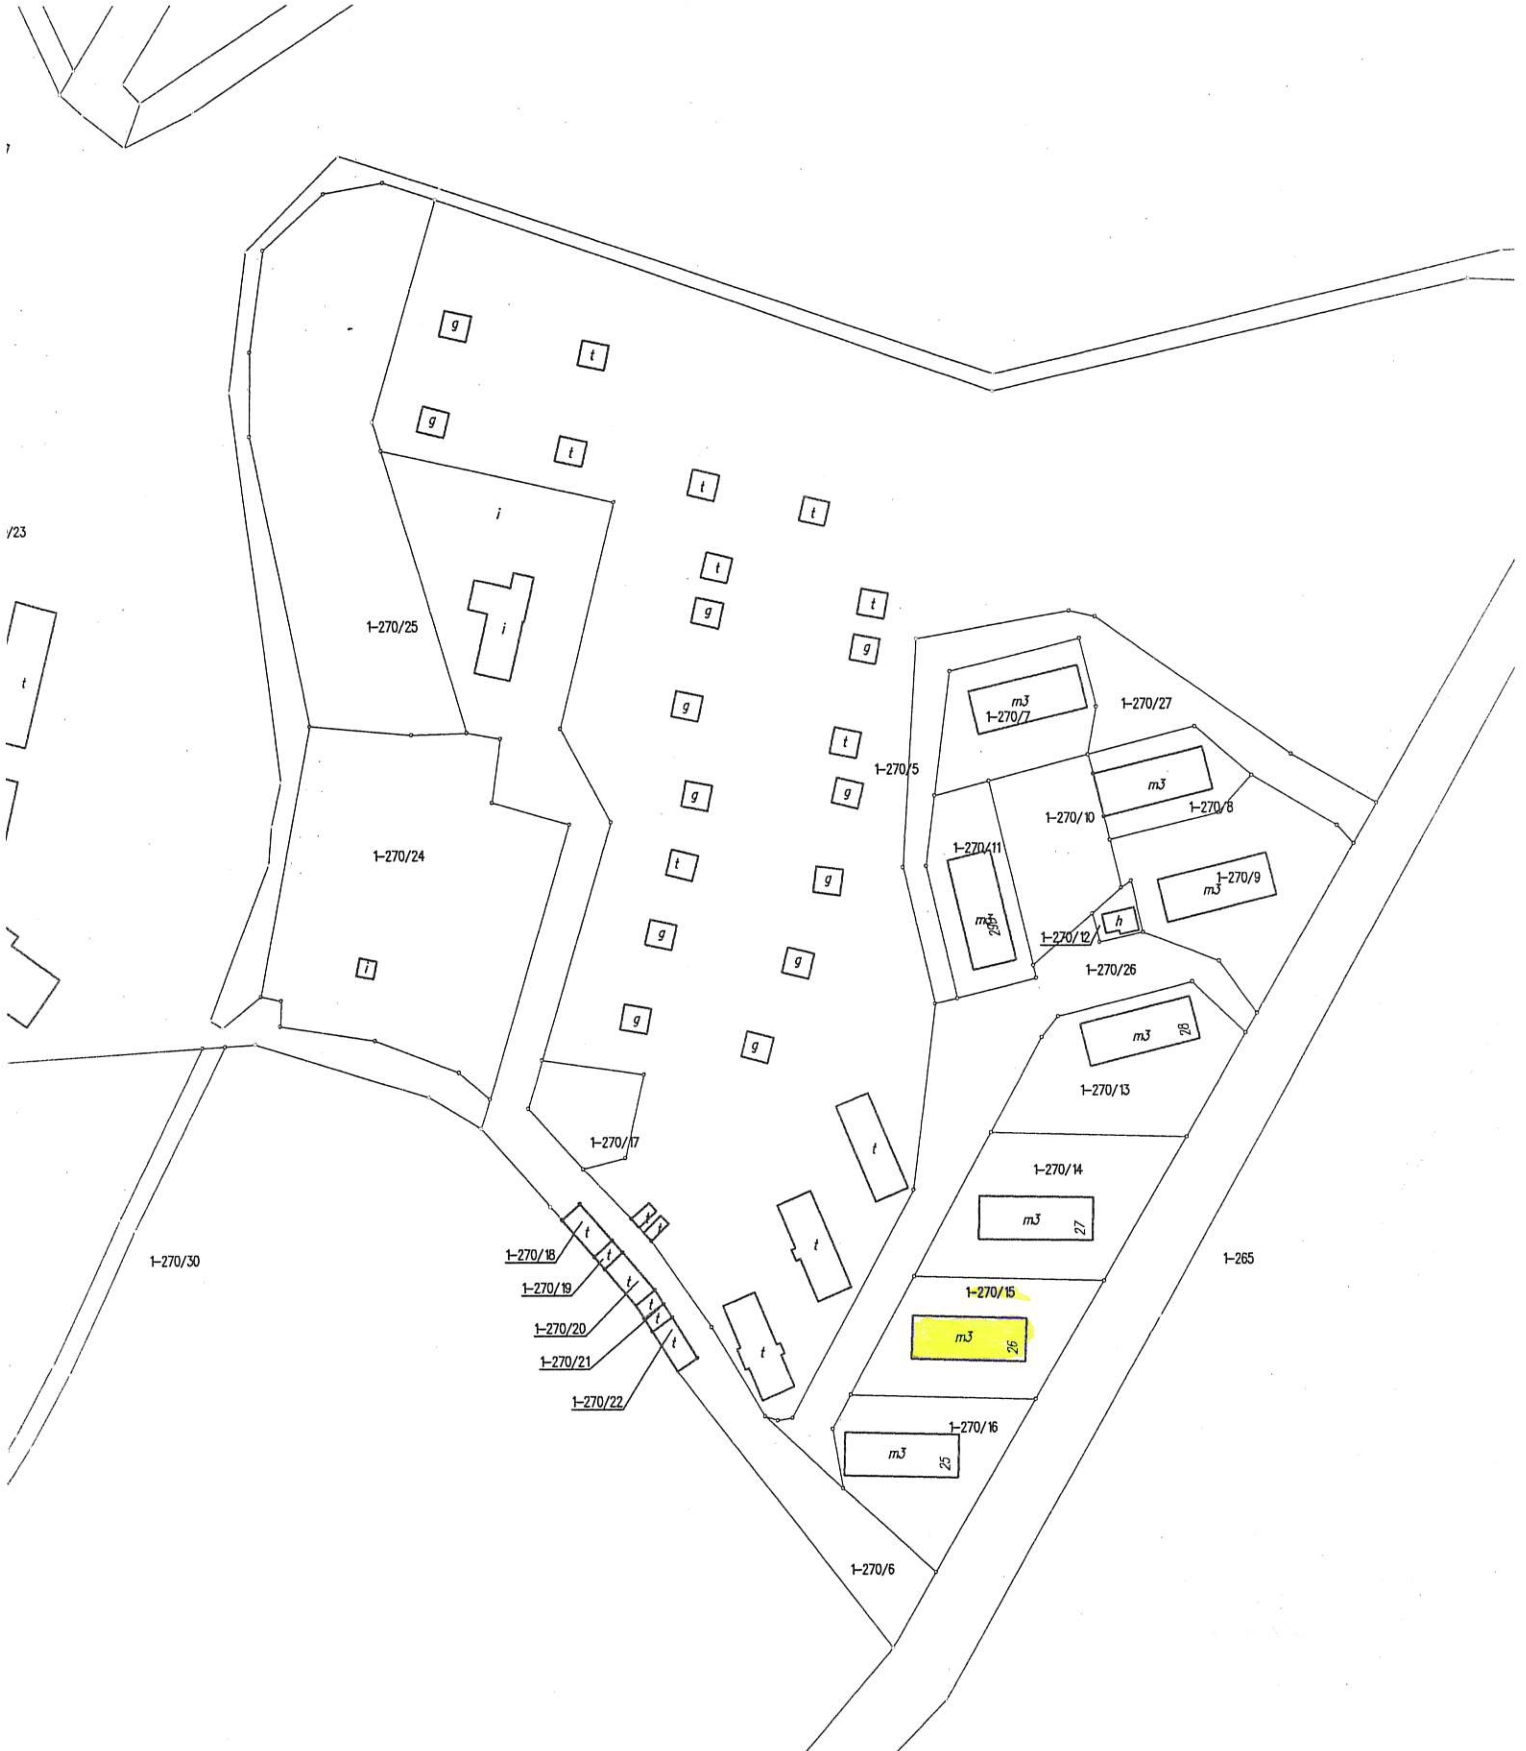 g
t
g
t
t
t
/23
i
t
g
t
1-270/25
i
g
t
m3
1-270/7
1-270/27
g
t
1-270/5
m3
1-270/8
g
g
1-270/10
1-270/11
1-270/24
t
g
m3
1-270/9
m3
29b
h
1-270/12
g
i
g
1-270/26
g
g
m3
28
1-270/13
1-270/17
t
1-270/14
t
t
m3
27
1-270/18
t
t
t
1-265
1-270/30
1-270/19
t
1-270/15
1-270/20
t
t
m3
26
1-270/21
t
t
1-270/22
1-270/16
m3
25
1-270/6
t